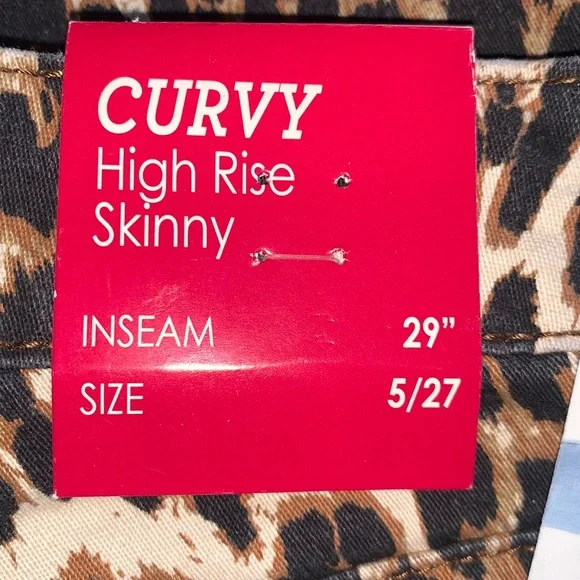 CURVY
High Rise
Skinny
INSEAM 29"
SIZE 5/27